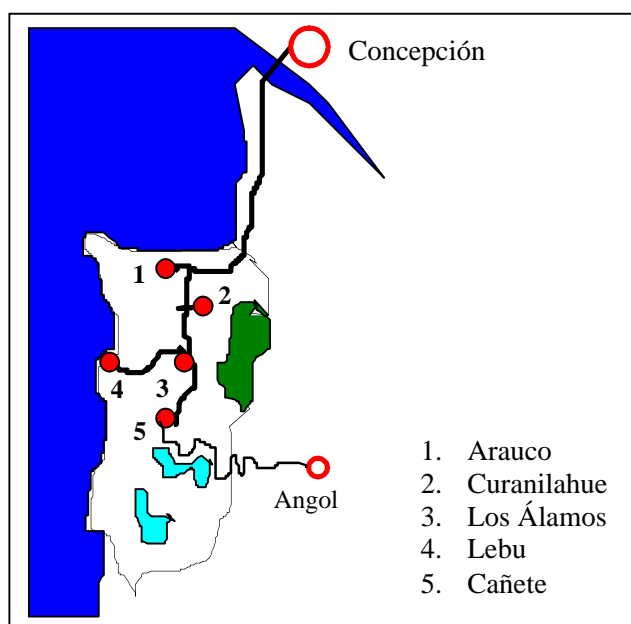 Concepción
1
2
4
3
5
Angol
1. Arauco
2. Curanilahue
3. Los Álamos
4. Lebu
5. Cañete